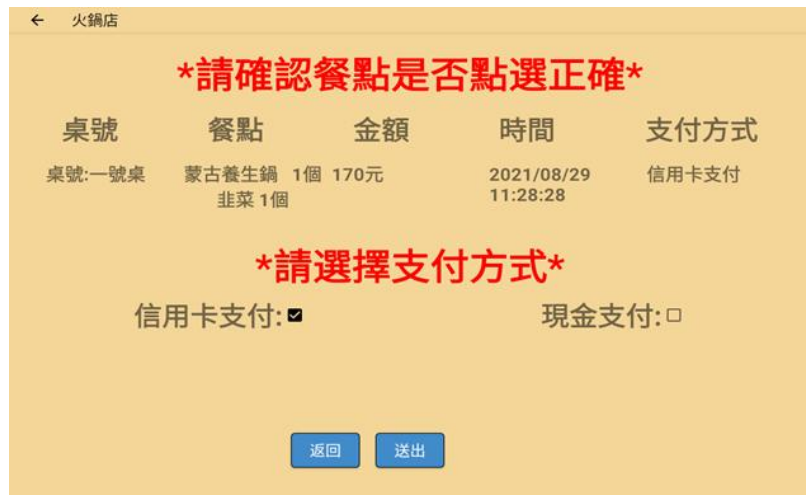 ← 火鍋店
*請確認餐點是否點選正確*
桌號 餐點 金額 時間 支付方式
桌號:一號桌 蒙古養生鍋 1個 170元 2021/08/29 信用卡支付
韭菜 1個 11:28:28
*請選擇支付方式*
信用卡支付: 現金支付:
返回 送出